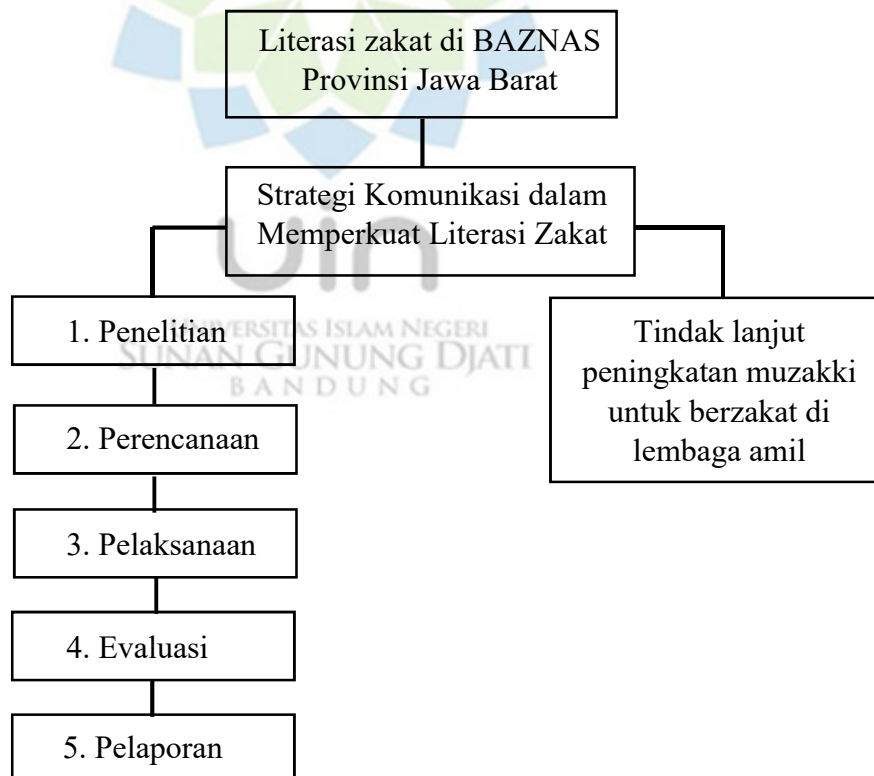 Literasi zakat di BAZNAS
Provinsi Jawa Barat
Strategi Komunikasi dalam
Memperkuat Literasi Zakat
uin
UNIVERSITAS ISLAM NEGERI
SUNAN GUNUNG DJATI
BANDUNG
1. Penelitian
2. Perencanaan
3. Pelaksanaan
4. Evaluasi
5. Pelaporan
Tindak lanjut
peningkatan muzakki
untuk berzakat di
lembaga amil